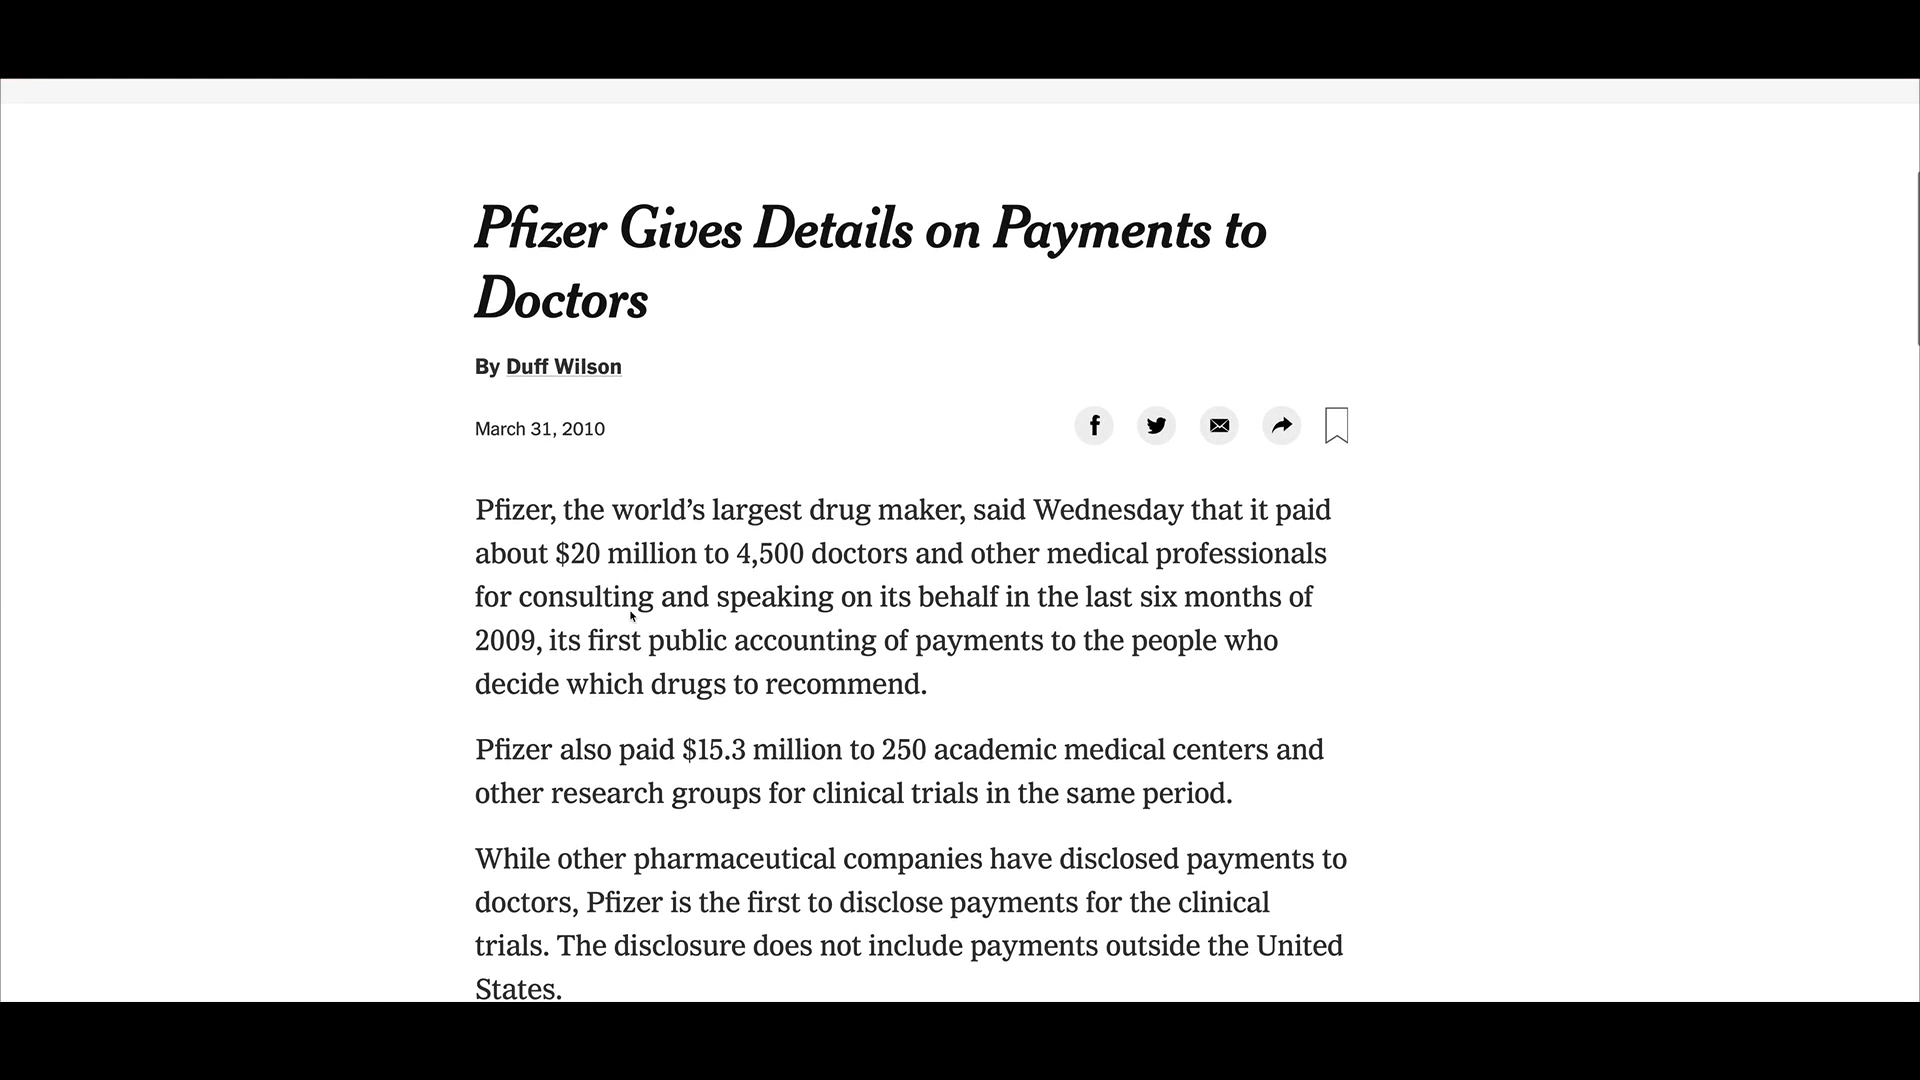 Pfizer Gives Details on Payments to
Doctors
By Duff Wilson
March 31, 2010
Pfizer, the world’s largest drug maker, said Wednesday that it paid
about $20 million to 4,500 doctors and other medical professionals
for consulting and speaking on its behalf in the last six months of
2009, its first public accounting of payments to the people who
decide which drugs to recommend.
Pfizer also paid $15.3 million to 250 academic medical centers and
other research groups for clinical trials in the same period.
While other pharmaceutical companies have disclosed payments to
doctors, Pfizer is the first to disclose payments for the clinical
trials. The disclosure does not include payments outside the United
States.